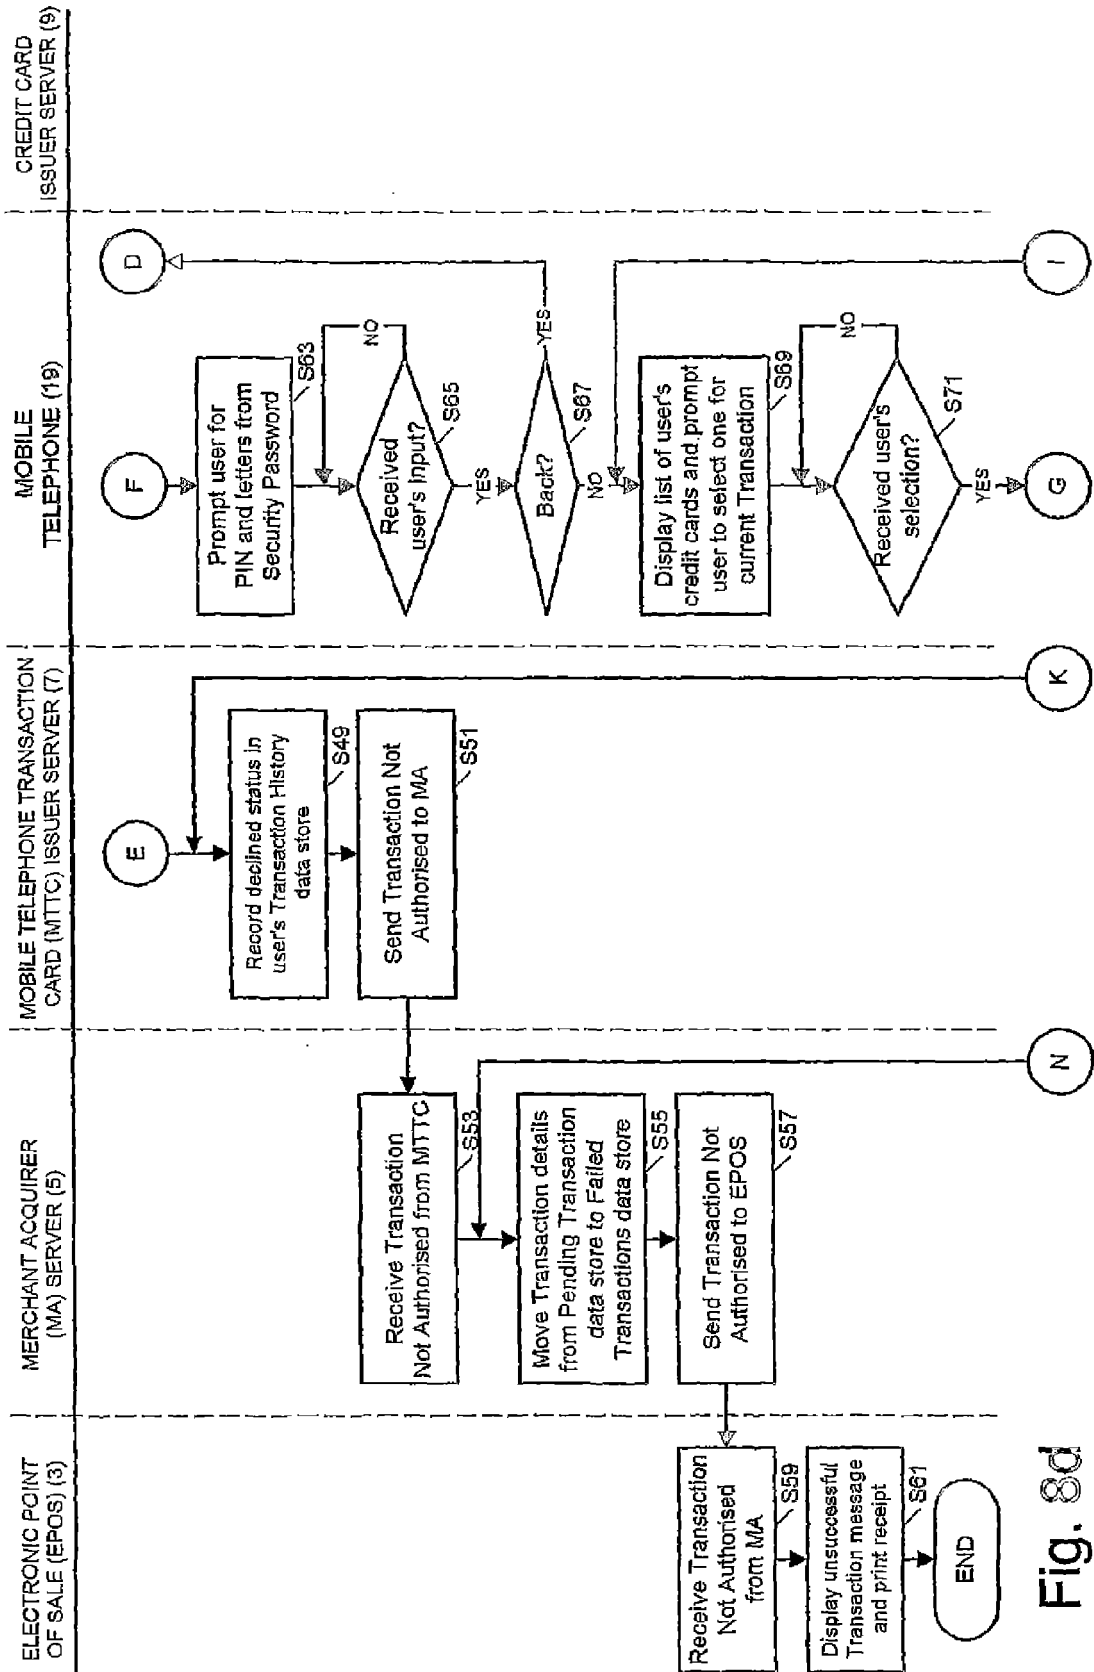 ELECTRONIC POINT
OF SALE (EPOS) (3)
MERCHANT ACQUIRER
(MA) SERVER (5)
MOBILE TELEPHONE TRANSACTION
CARD (MTTC) ISSUER SERVER (7)
MOBILE
TELEPHONE (19)
CREDIT CARD
ISSUER SERVER (9)
E
F
D
Prompt user for
PIN and letters from
Security Password
S63
Record declined status in
user's Transaction History
data store
S49
Received
user's Input?
S65
NO
YES
Send Transaction Not
Authorised to MA
S51
Receive Transaction
Not Authorised from MTTC
S53
Back?
S67
YES
NO
Move Transaction details
from Pending Transaction
data store to Failed
Transactions data store
S55
Display list of user's
credit cards and prompt
user to select one for
current Transaction
S69
Send Transaction Not
Authorised to EPOS
S57
Receive Transaction
Not Authorised
from MA
S59
Received user's
selection?
S71
NO
YES
Display unsuccessful
Transaction message
and print receipt
S61
END
N
K
G
I
Fig. 8d